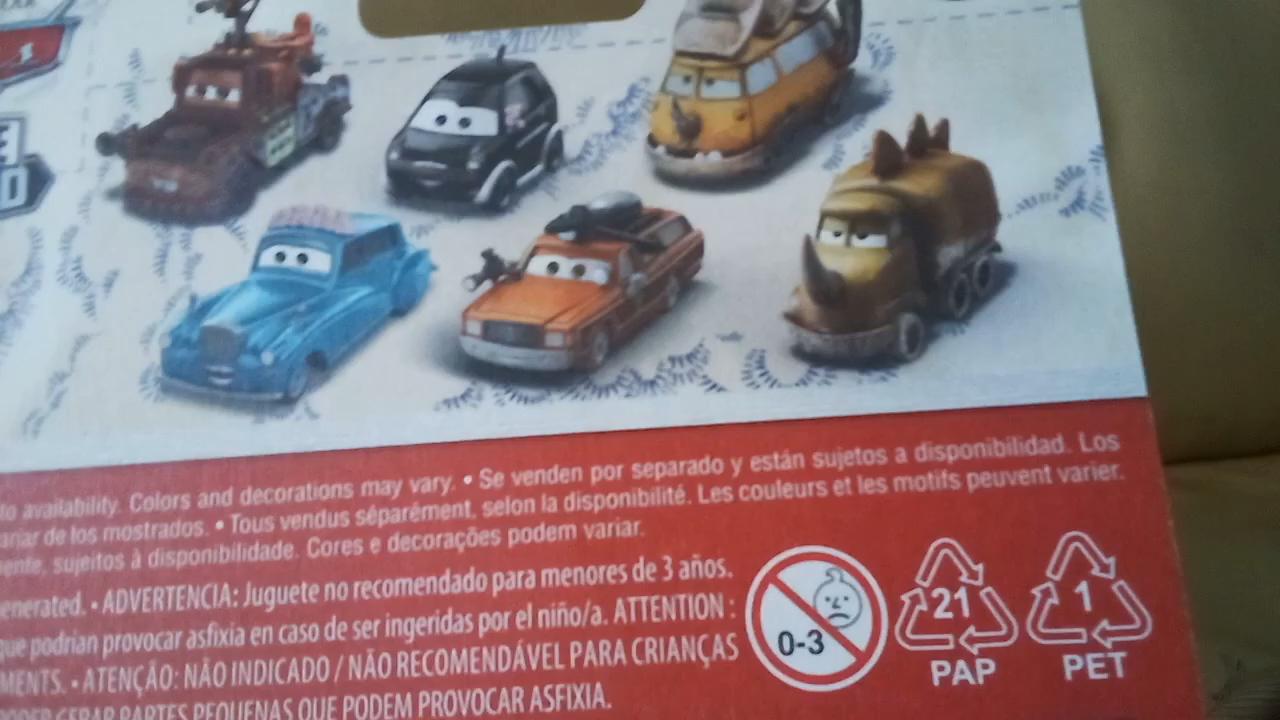 to availability. Colors and decorations may vary. • Se venden por separado y están sujetos a disponibilidad. Los
variar de los mostrados. • Tous vendus séparément, selon la disponibilité. Les couleurs et les motifs peuvent varier.
sujeitos à disponibilidade. Cores e decorações podem variar.
enerated. • ADVERTENCIA: Juguete no recomendado para menores de 3 años.
que podrían provocar asfixia en caso de ser ingeridas por el niño/a. ATTENTION :
MENTS. • ATENÇÃO: NÃO INDICADO / NÃO RECOMENDÁVEL PARA CRIANÇAS
PARTES PEQUENAS QUE PODEM PROVOCAR ASFIXIA.
0-3
21
PAP
1
PET